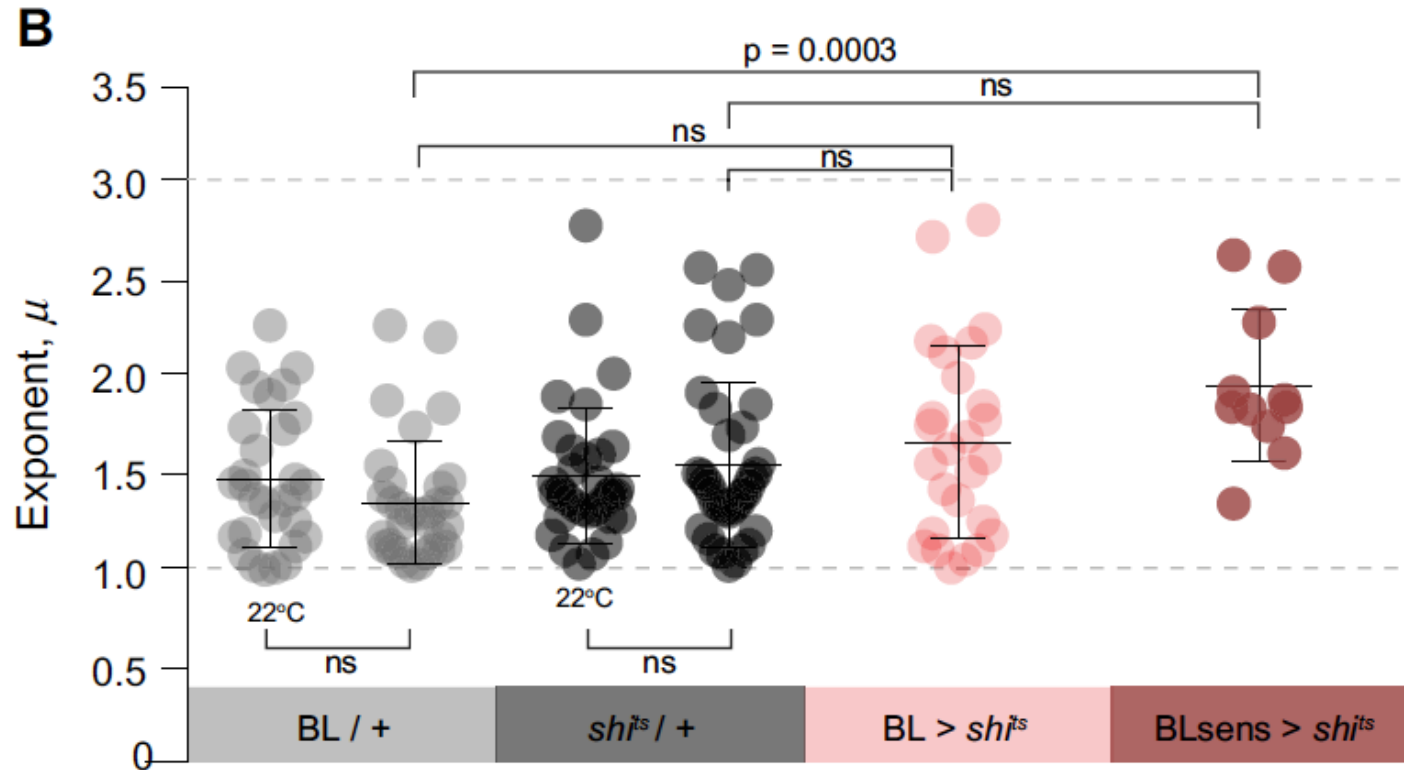 B
p = 0.0003
ns
ns
ns
3.5
3.0
2.5
2.0
1.5
1.0
0.5
0
Exponent, μ
22°C
22°C
ns
ns
BL / +
shi^ts / +
BL > shi^ts
BLsens > shi^ts